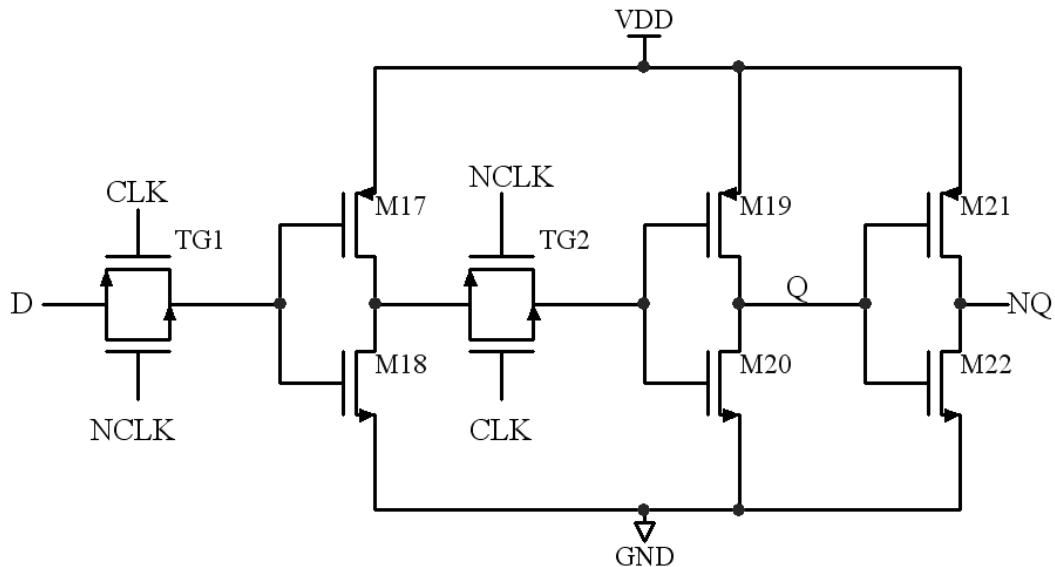 VDD
CLK
NCLK
M17
M19
M21
TG1
TG2
D
Q
NQ
M18
M20
M22
NCLK
CLK
GND